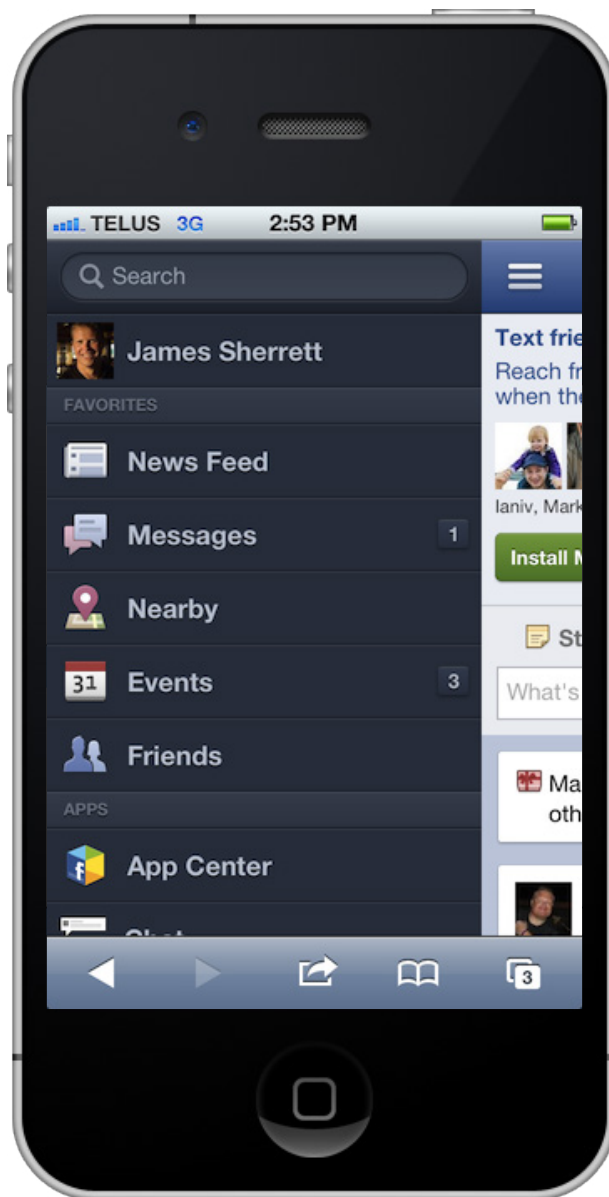 TELUS 3G 2:53 PM
Search
James Sherrett
FAVORITES
News Feed
Messages 1
Nearby
Events 3
Friends
APPS
App Center
Chat
Text frie
Reach fr
when the
Ianiv, Mark
Install M
St
What's
Ma
oth
31
f
3